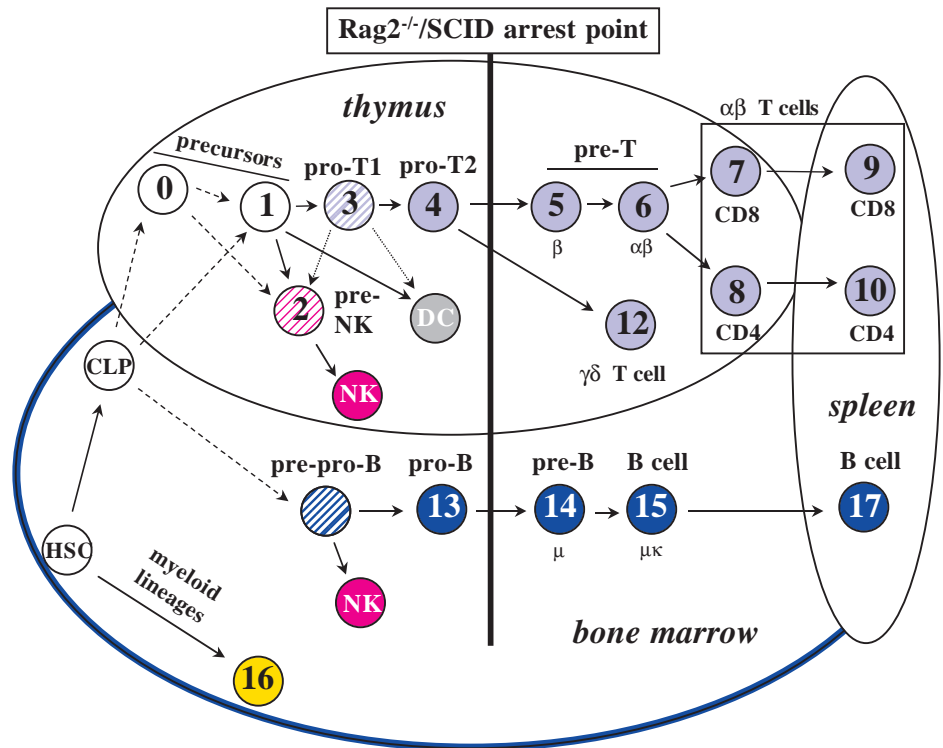 Rag2-/-/SCID arrest point
thymus
αβ T cells
precursors
pro-T1
pro-T2
pre-T
0
1
3
4
5
6
7
9
β
αβ
CD8
CD8
2
pre-
NK
DC
12
8
10
CD4
CD4
γδ T cell
CLP
NK
spleen
pre-pro-B
pro-B
pre-B
B cell
B cell
13
14
15
17
μ
μκ
HSC
myeloid
lineages
NK
bone marrow
16